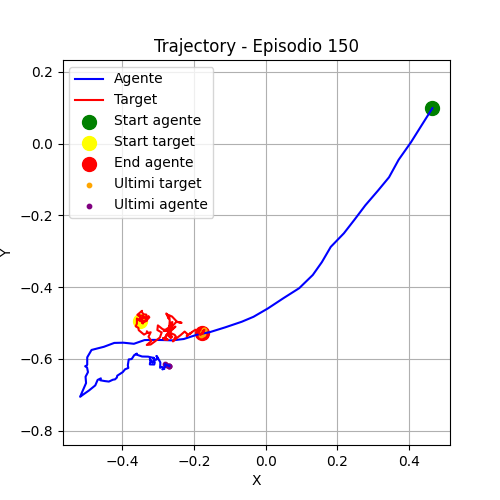 Trajectory - Episodio 150
Agente
Target
Start agente
Start target
End agente
Ultimi target
Ultimi agente
0.2
0.0
−0.2
−0.4
−0.6
−0.8
Y
−0.4 −0.2 0.0 0.2 0.4
X